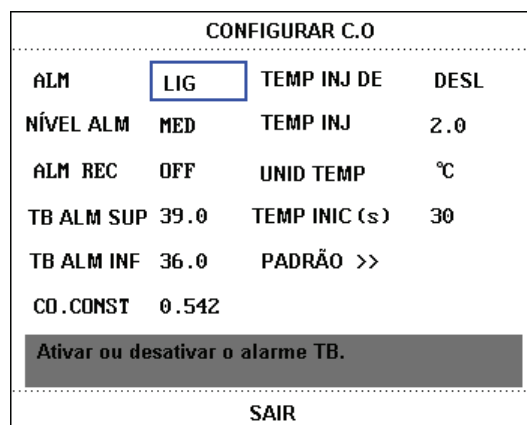 CONFIGURAR C.O
ALM LIG TEMP INJ DE DESL
NÍVEL ALM MED TEMP INJ 2.0
ALM REC OFF UNID TEMP ℃
TB ALM SUP 39.0 TEMP INIC (s) 30
TB ALM INF 36.0 PADRÃO >>
CO.CONST 0.542
Ativar ou desativar o alarme TB.
SAIR